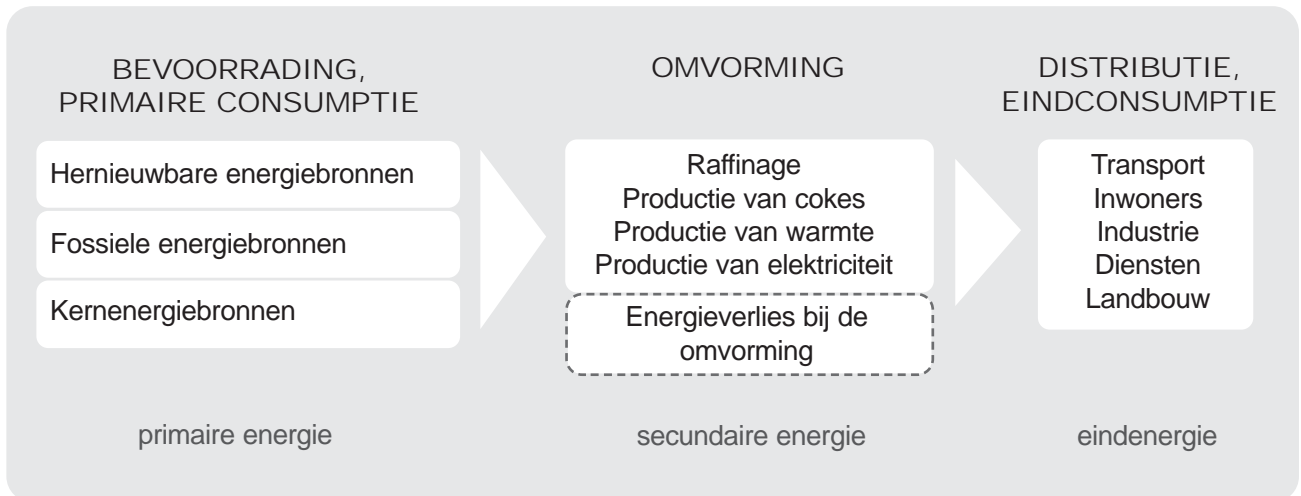 BEVOORRADING,
PRIMAIRE CONSUMPTIE
Hernieuwbare energiebronnen
Fossiele energiebronnen
Kernenergiebronnen
primaire energie
OMVORMING
Raffinage
Productie van cokes
Productie van warmte
Productie van elektriciteit
Energieverlies bij de
omvorming
secundaire energie
DISTRIBUTIE,
EINDCONSUMPTIE
Transport
Inwoners
Industrie
Diensten
Landbouw
eindenergie